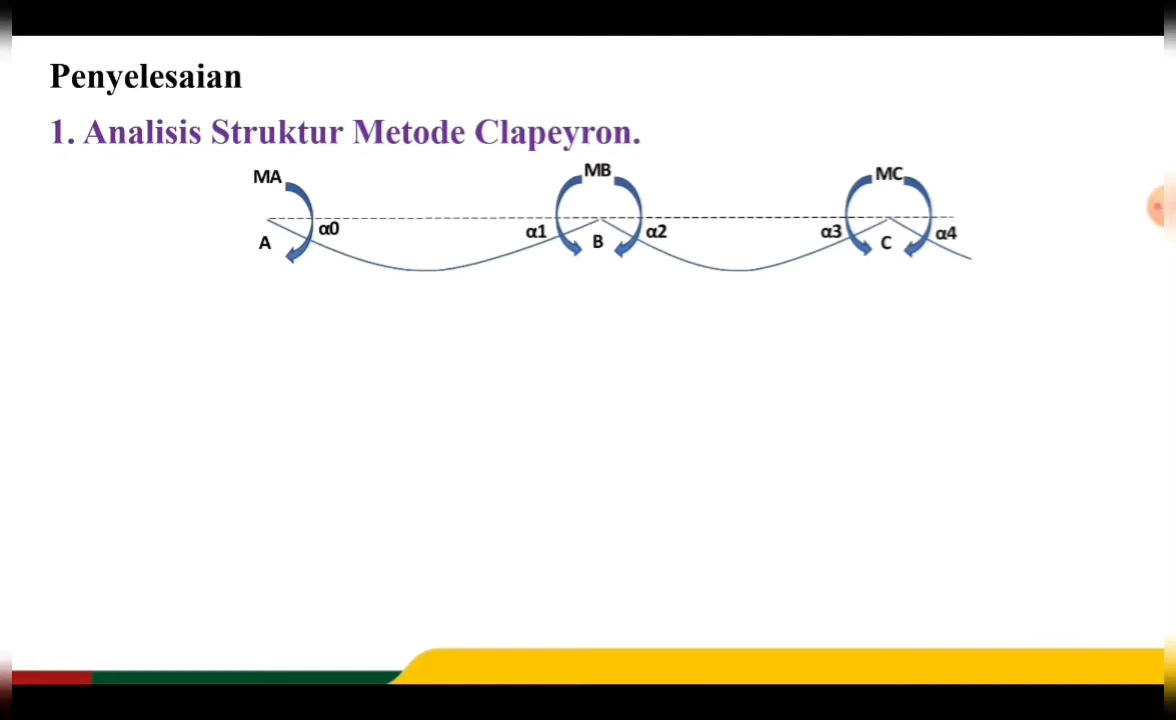 Penyelesaian
1. Analisis Struktur Metode Clapeyron.
MA MB MC
α0 α1 α2 α3 α4
A B C